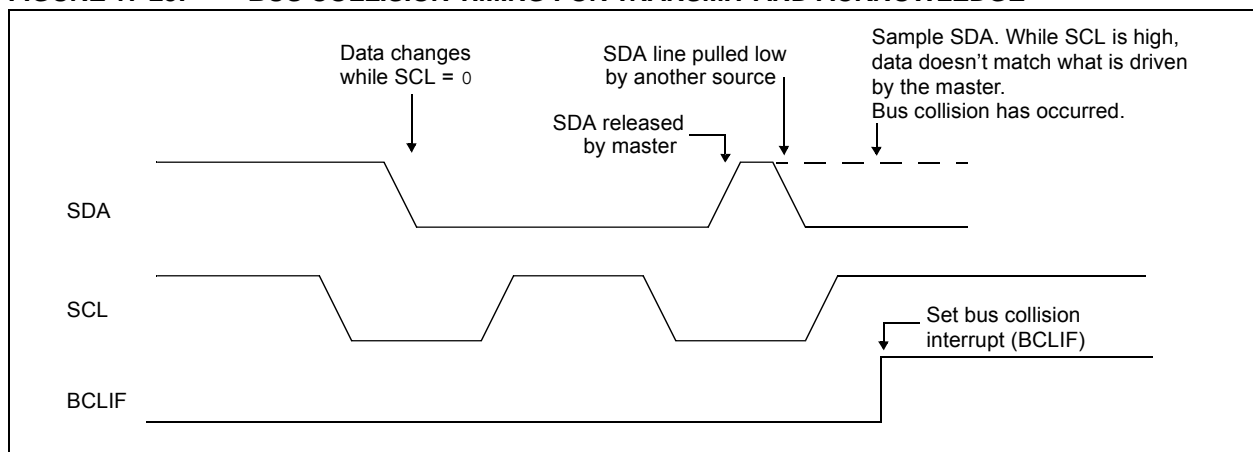 Data changes
while SCL = 0
SDA line pulled low
by another source
Sample SDA. While SCL is high,
data doesn't match what is driven
by the master.
Bus collision has occurred.
SDA released
by master
SDA
SCL
Set bus collision
interrupt (BCLIF)
BCLIF